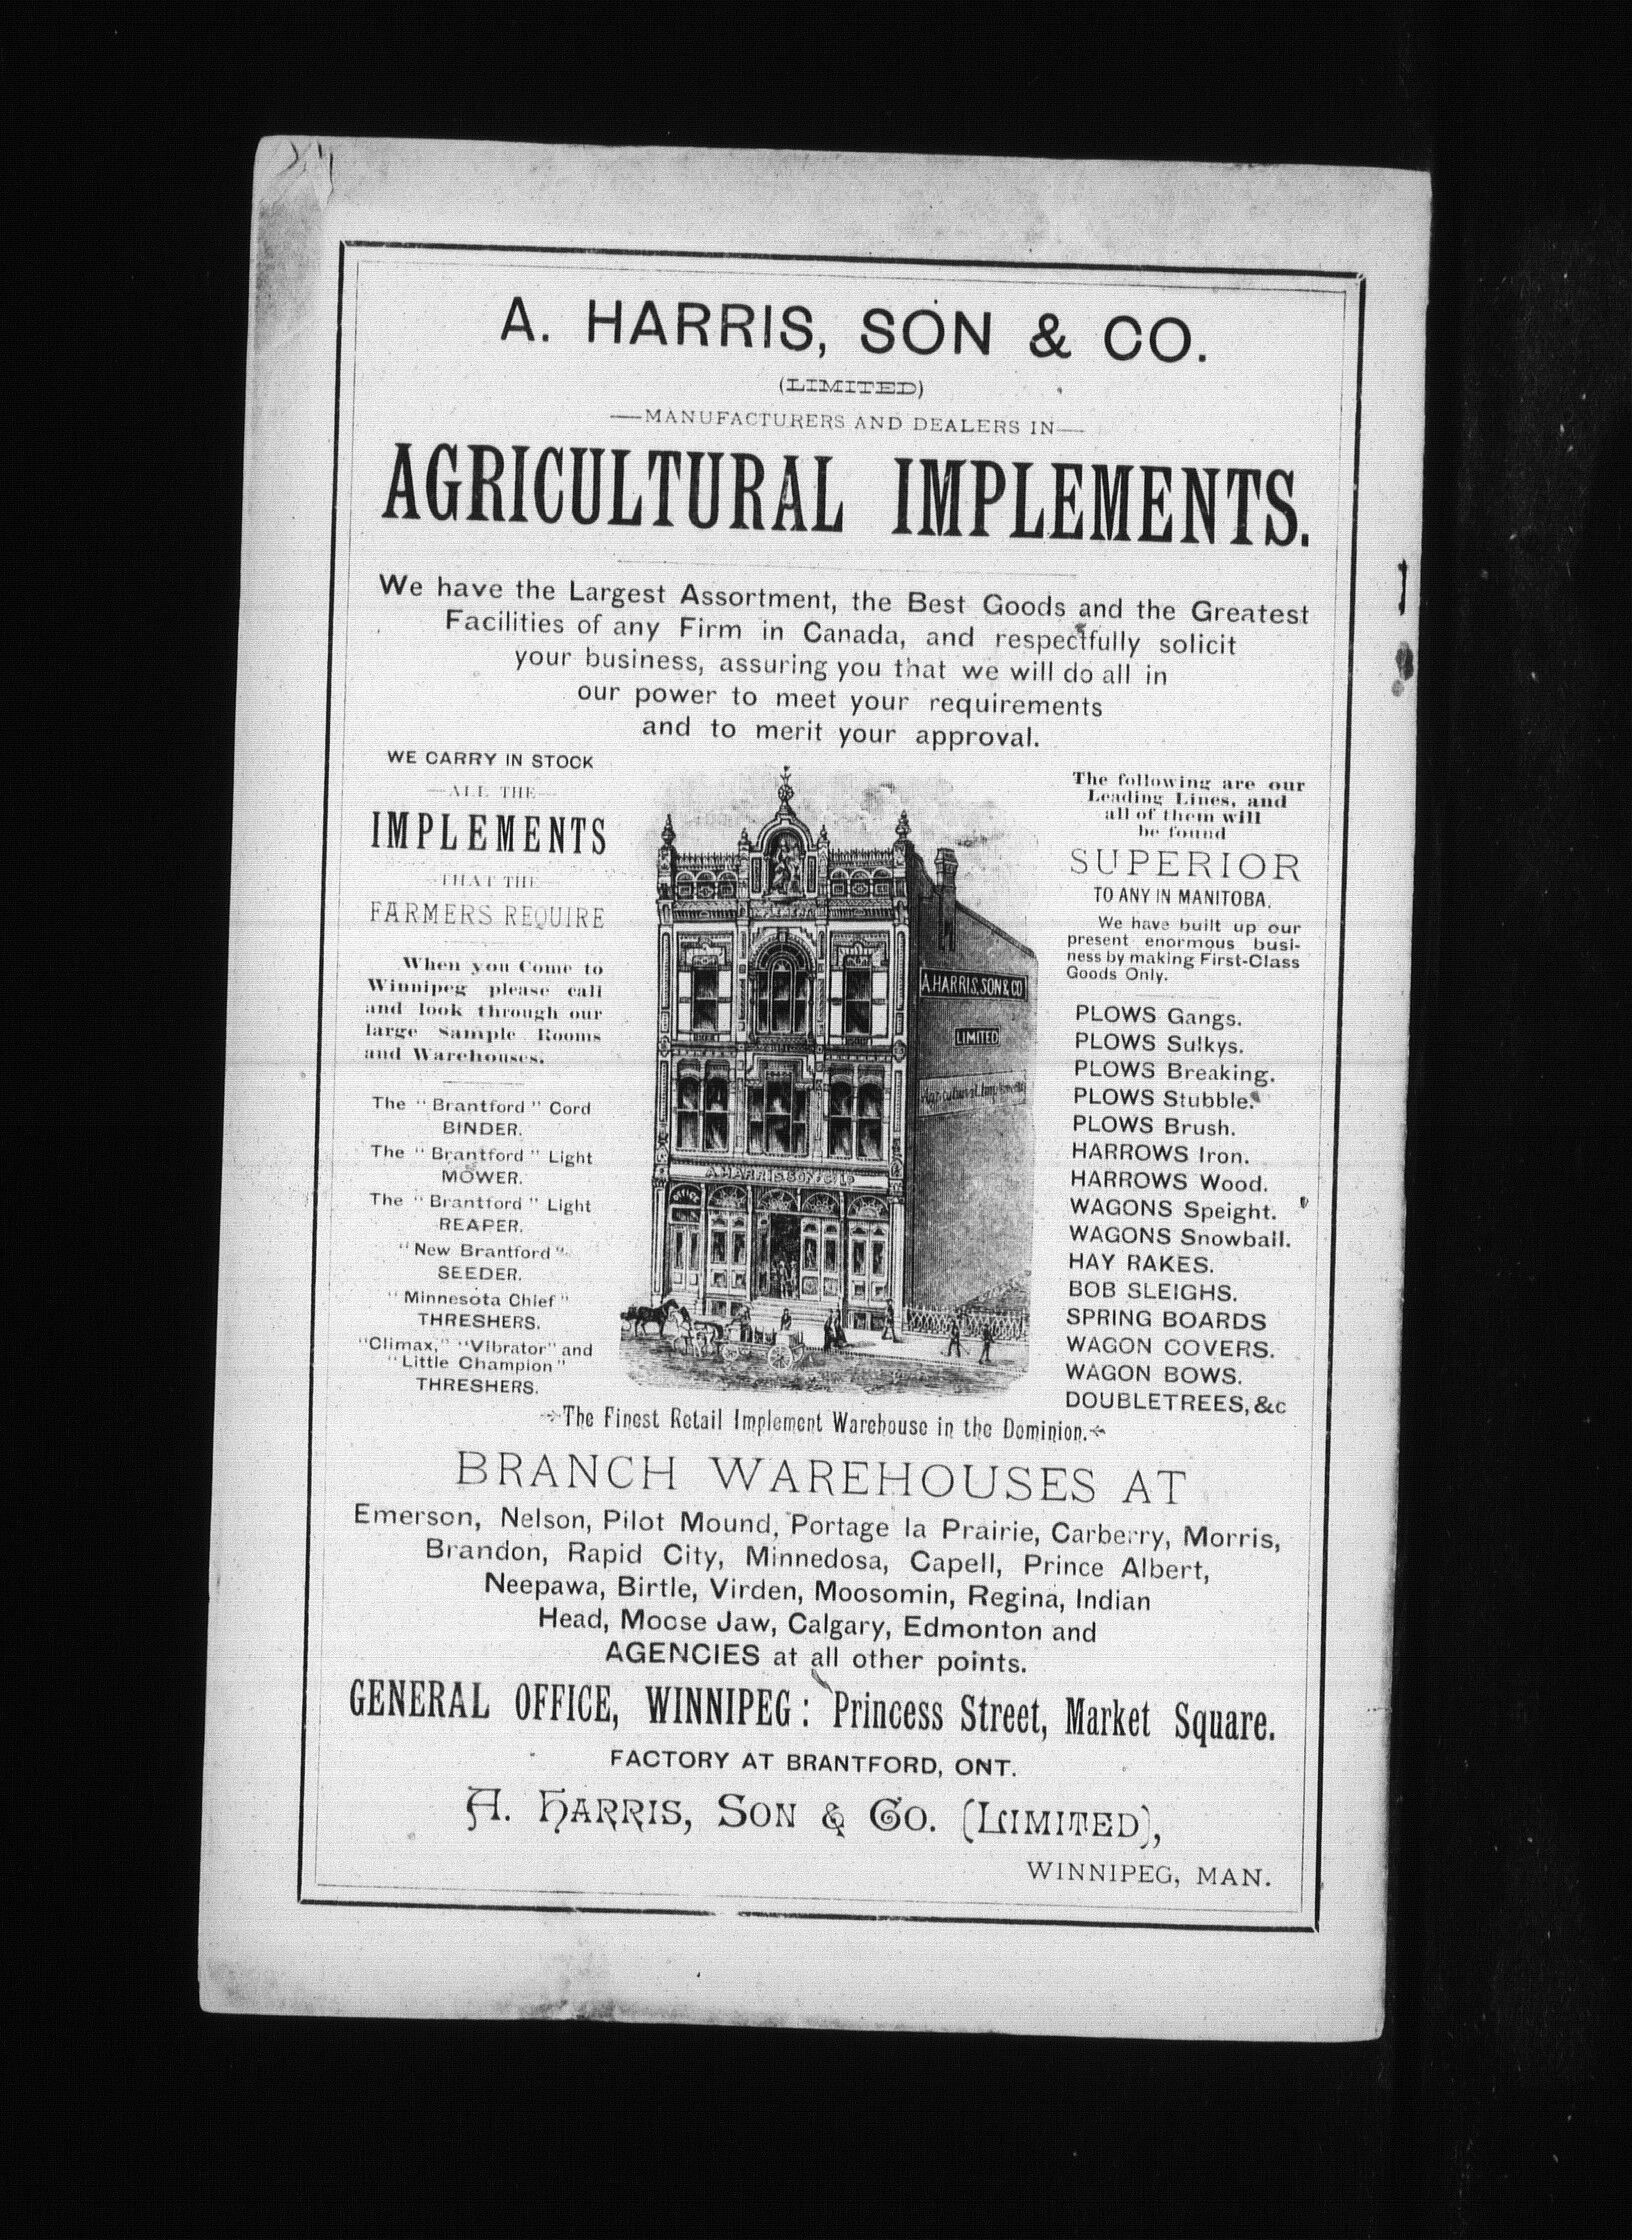 A. HARRIS, SON & CO.
(LIMITED)
—MANUFACTURERS AND DEALERS IN—
AGRICULTURAL IMPLEMENTS.
We have the Largest Assortment, the Best Goods and the Greatest
Facilities of any Firm in Canada, and respectfully solicit
your business, assuring you that we will do all in
our power to meet your requirements
and to merit your approval.
WE CARRY IN STOCK
—ALL THE—
IMPLEMENTS
—THAT THE—
FARMERS REQUIRE
When you Come to
Winnipeg please call
and look through our
large Sample Rooms
and Warehouses.
The "Brantford" Cord
BINDER.
The "Brantford" Light
MOWER.
The "Brantford" Light
REAPER.
"New Brantford"
SEEDER.
"Minnesota Chief"
THRESHERS.
"Climax," "Vibrator" and
"Little Champion"
THRESHERS.
A. HARRIS, SON & CO
LIMITED
Agricultural Implements
A. HARRIS SON & CO LD
OFFICE
The following are our
Leading Lines, and
all of them will
be found
SUPERIOR
TO ANY IN MANITOBA.
We have built up our
present enormous busi-
ness by making First-Class
Goods Only.
PLOWS Gangs.
PLOWS Sulkys.
PLOWS Breaking.
PLOWS Stubble.
PLOWS Brush.
HARROWS Iron.
HARROWS Wood.
WAGONS Speight.
WAGONS Snowball.
HAY RAKES.
BOB SLEIGHS.
SPRING BOARDS
WAGON COVERS.
WAGON BOWS.
DOUBLETREES, &c
The Finest Retail Implement Warehouse in the Dominion.
BRANCH WAREHOUSES AT
Emerson, Nelson, Pilot Mound, Portage la Prairie, Carberry, Morris,
Brandon, Rapid City, Minnedosa, Capell, Prince Albert,
Neepawa, Birtle, Virden, Moosomin, Regina, Indian
Head, Moose Jaw, Calgary, Edmonton and
AGENCIES at all other points.
GENERAL OFFICE, WINNIPEG: Princess Street, Market Square.
FACTORY AT BRANTFORD, ONT.
A. HARRIS, SON & CO. (LIMITED),
WINNIPEG, MAN.